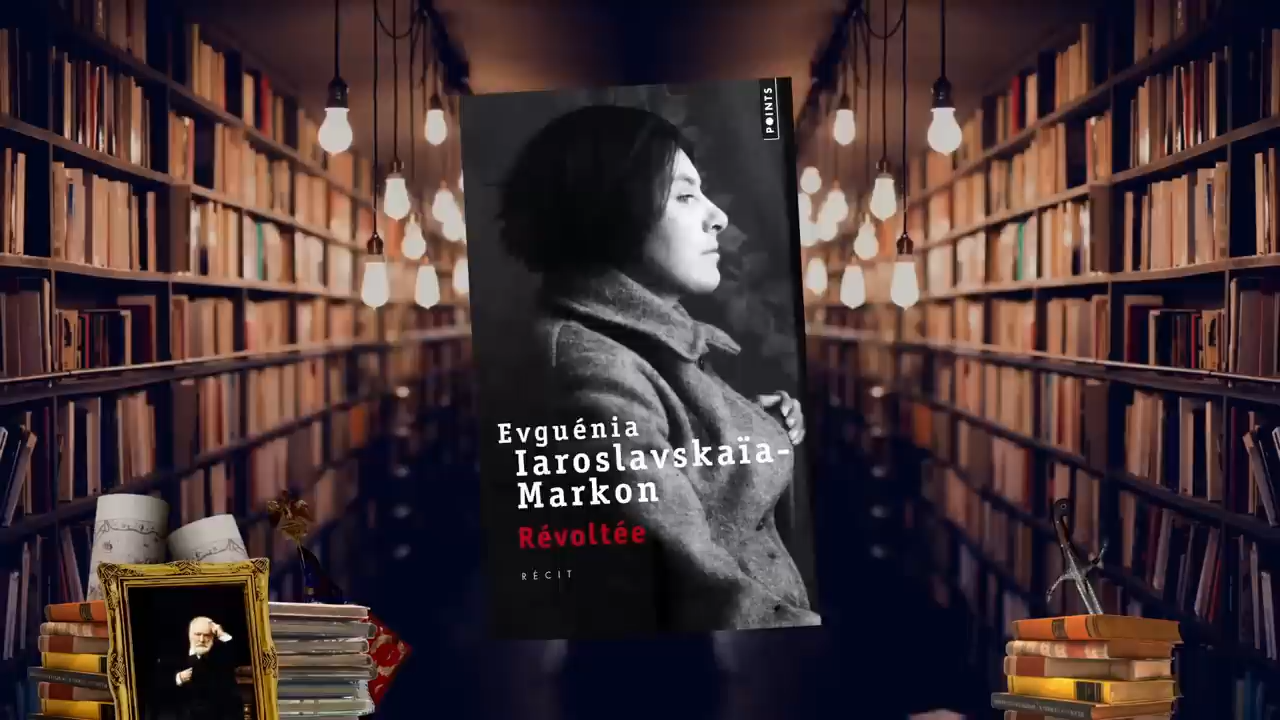 POINTS
Evguénia
Iaroslavskaïa-
Markon
Révoltée
RÉCIT